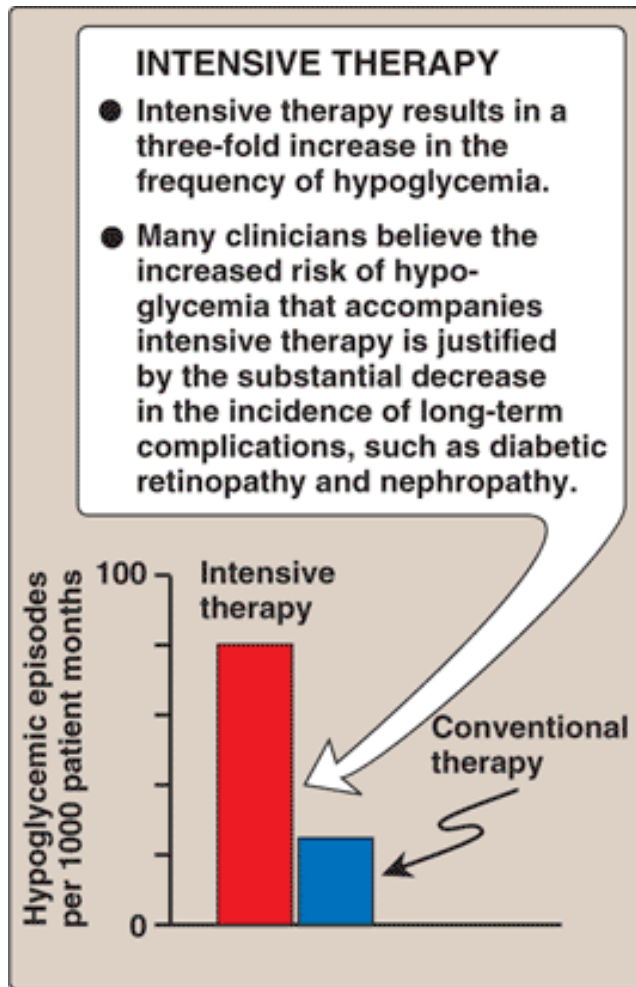 INTENSIVE THERAPY
● Intensive therapy results in a
three-fold increase in the
frequency of hypoglycemia.
● Many clinicians believe the
increased risk of hypo-
glycemia that accompanies
intensive therapy is justified
by the substantial decrease
in the incidence of long-term
complications, such as diabetic
retinopathy and nephropathy.
Hypoglycemic episodes
per 1000 patient months
100
0
Intensive
therapy
Conventional
therapy